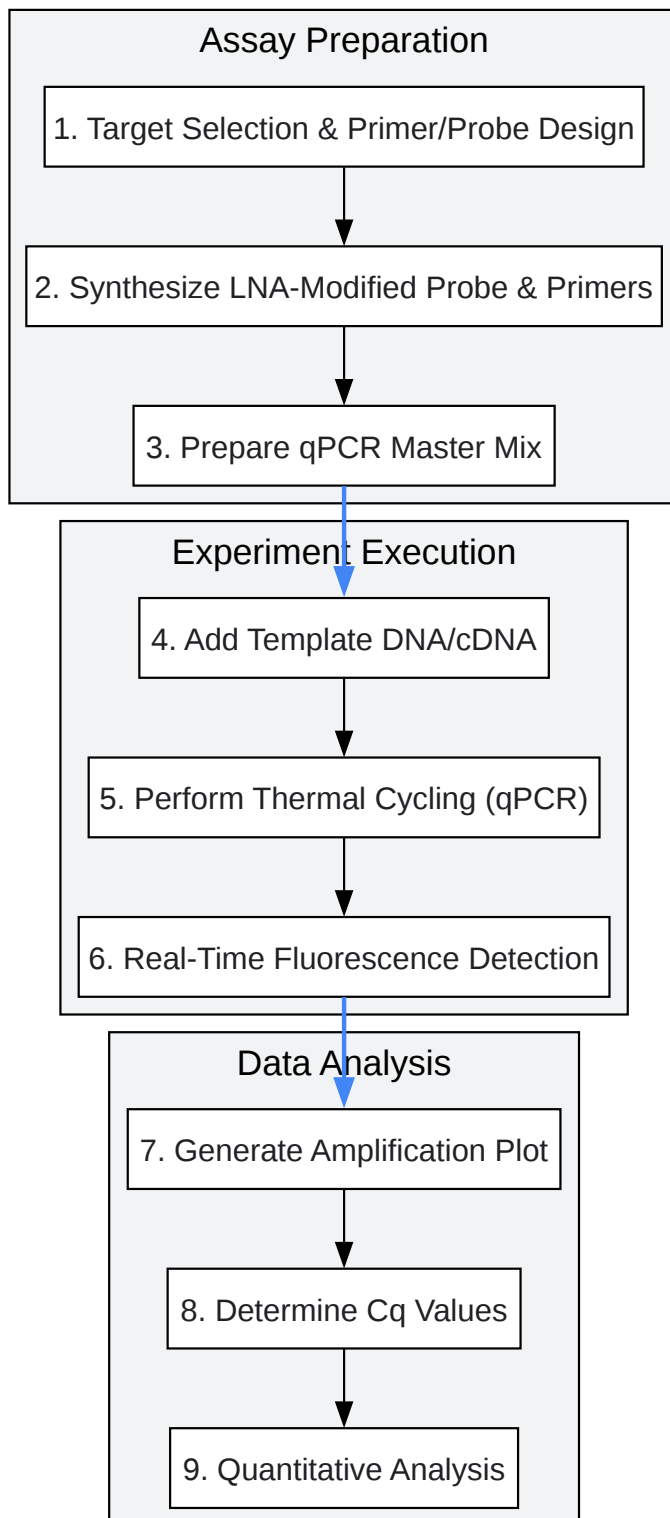 Assay Preparation
1. Target Selection & Primer/Probe Design
2. Synthesize LNA-Modified Probe & Primers
3. Prepare qPCR Master Mix
Experiment Execution
4. Add Template DNA/cDNA
5. Perform Thermal Cycling (qPCR)
6. Real-Time Fluorescence Detection
Data Analysis
7. Generate Amplification Plot
8. Determine Cq Values
9. Quantitative Analysis